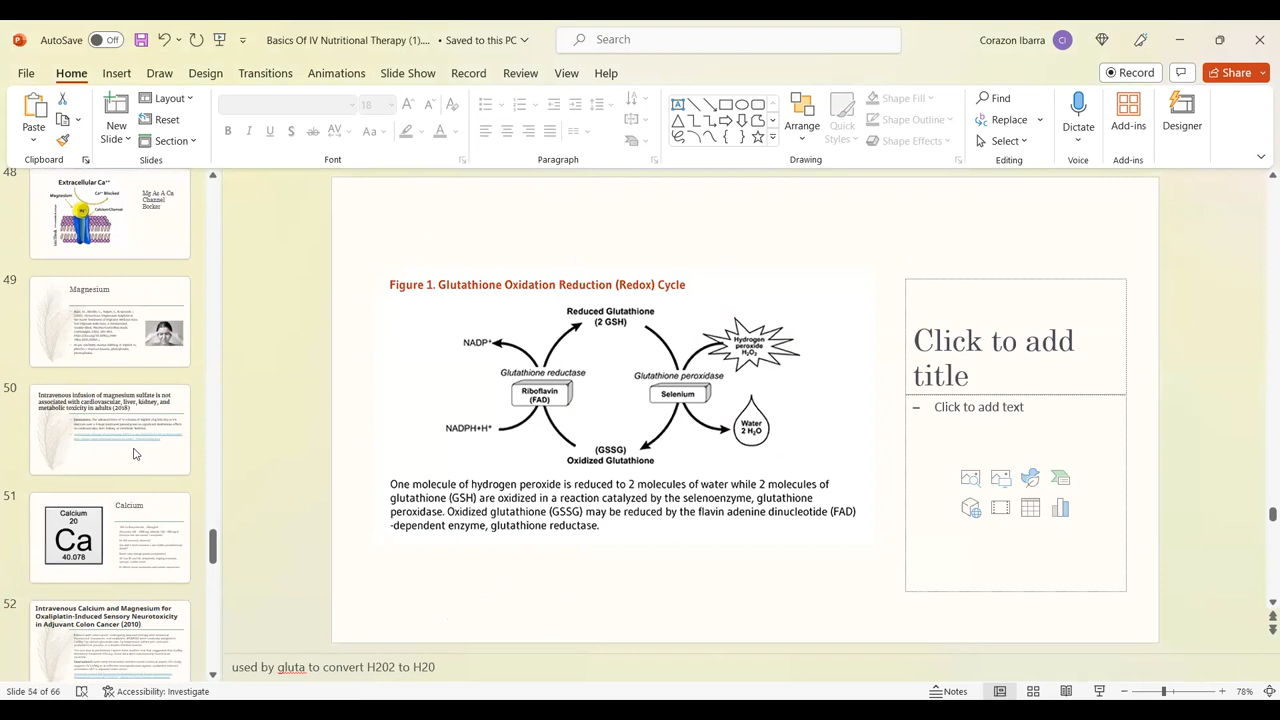 AutoSave Off
Basics Of IV Nutritional Therapy (1).... • Saved to this PC
Search
Corazon Ibarra CI
File Home Insert Draw Design Transitions Animations Slide Show Record Review View Help
Record Share
Paste
New Slide
Layout
Reset
Section
18
Arrange
Quick Styles
Shape Fill
Shape Outline
Shape Effects
Find
Replace
Select
Dictate
Add-ins
Designer
Clipboard Slides Font Paragraph Drawing Editing Voice Add-ins
48
Extracellular Ca++
Magnesium
Ca++ Blocked
Calcium Channel
Mg As A Ca
Channel
Bocker
49
Magnesium
50
Intravenous infusion of magnesium sulfate is not
associated with cardiovascular, liver, kidney, and
metabolic toxicity in adults (2018)
51
Calcium
20
Ca
40.078
Calcium
52
Intravenous Calcium and Magnesium for
Oxaliplatin-Induced Sensory Neurotoxicity
in Adjuvant Colon Cancer (2010)
Figure 1. Glutathione Oxidation Reduction (Redox) Cycle
Reduced Glutathione
(2 GSH)
NADP+
Hydrogen
peroxide
H2O2
Glutathione reductase
Glutathione peroxidase
Riboflavin
(FAD)
Selenium
NADPH+H+
Water
2 H2O
(GSSG)
Oxidized Glutathione
One molecule of hydrogen peroxide is reduced to 2 molecules of water while 2 molecules of
glutathione (GSH) are oxidized in a reaction catalyzed by the selenoenzyme, glutathione
peroxidase. Oxidized glutathione (GSSG) may be reduced by the flavin adenine dinucleotide (FAD)
-dependent enzyme, glutathione reductase.
Click to add
title
– Click to add text
used by gluta to convert H202 to H20
Slide 54 of 66
Accessibility: Investigate
Notes
78%